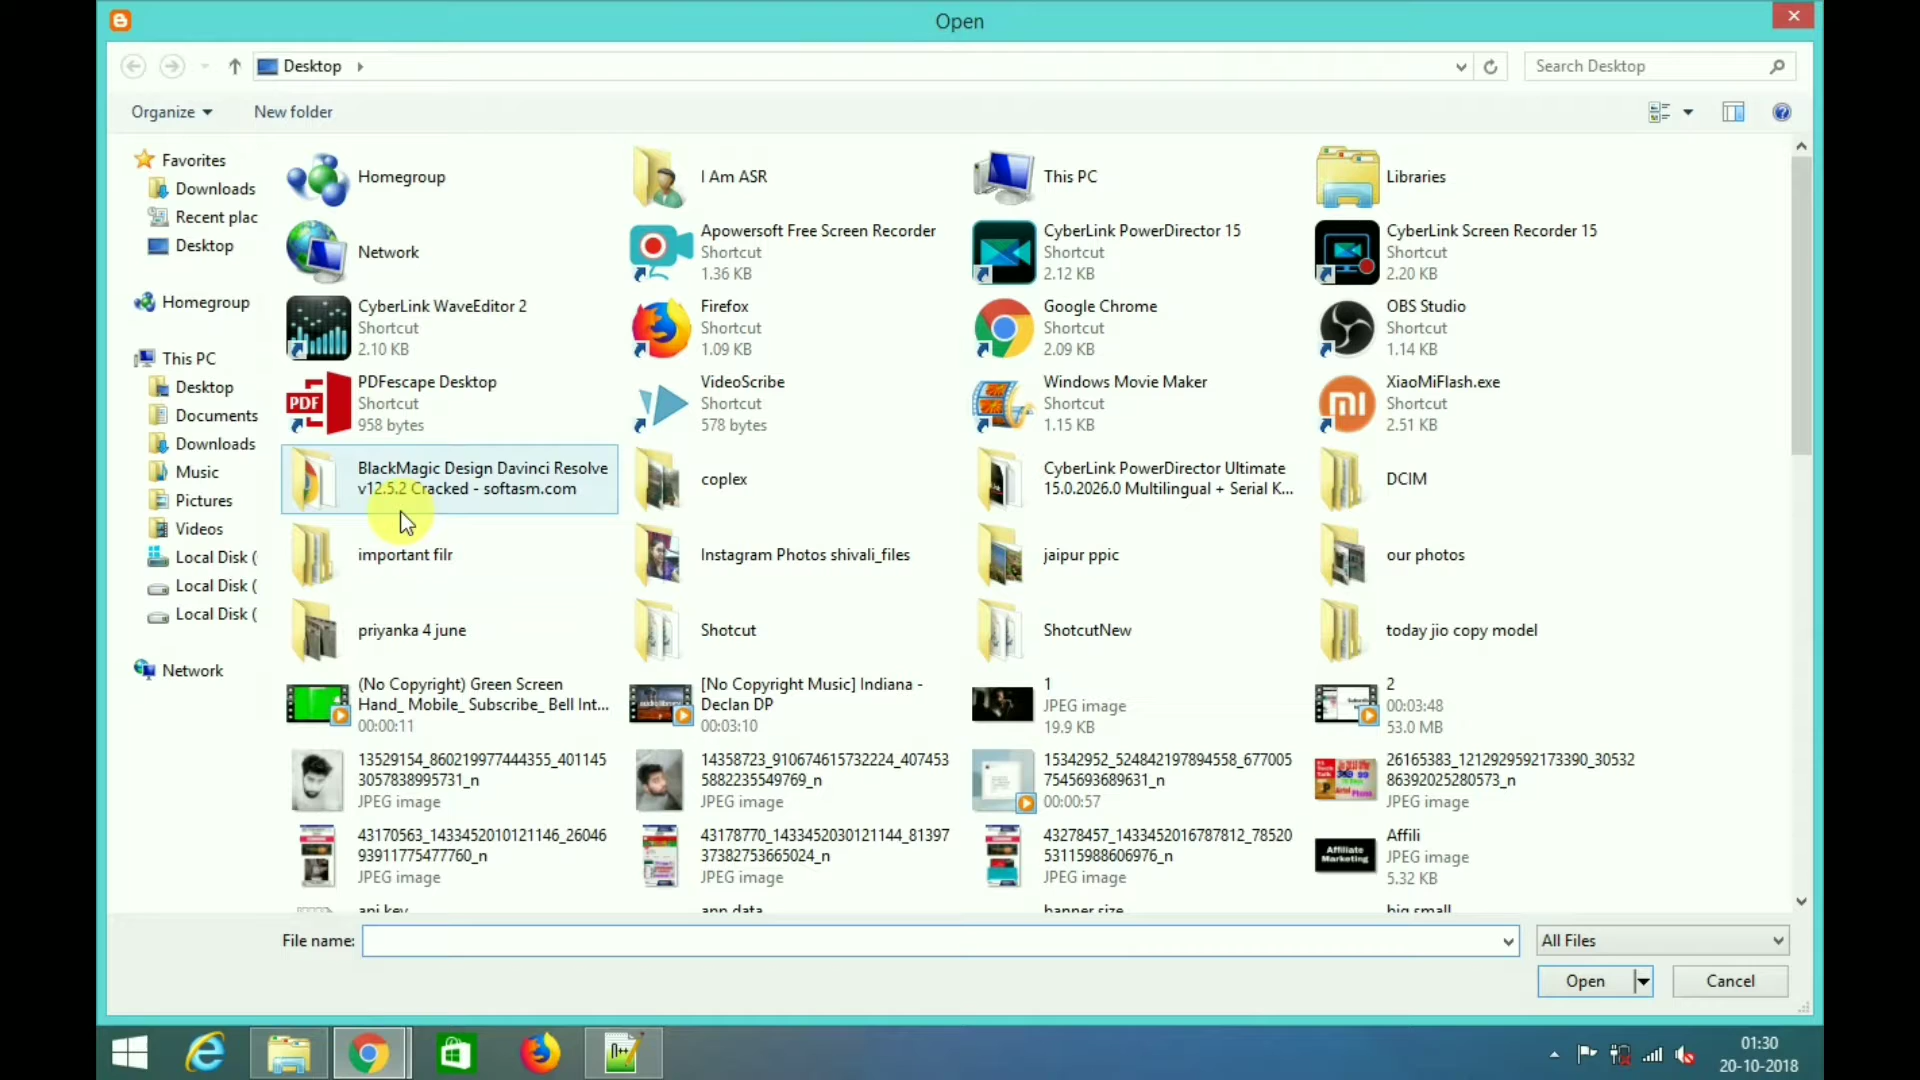 Open
Desktop
Search Desktop
Organize
New folder
Favorites
Downloads
Recent plac
Desktop
Homegroup
This PC
Desktop
Documents
Downloads
Music
Pictures
Videos
Local Disk (
Local Disk (
Local Disk (
Network
Homegroup
I Am ASR
This PC
Libraries
Network
Apowersoft Free Screen Recorder
Shortcut
1.36 KB
CyberLink PowerDirector 15
Shortcut
2.12 KB
CyberLink Screen Recorder 15
Shortcut
2.20 KB
CyberLink WaveEditor 2
Shortcut
2.10 KB
Firefox
Shortcut
1.09 KB
Google Chrome
Shortcut
2.09 KB
OBS Studio
Shortcut
1.14 KB
PDF
PDFescape Desktop
Shortcut
958 bytes
VideoScribe
Shortcut
578 bytes
Windows Movie Maker
Shortcut
1.15 KB
XiaoMiFlash.exe
Shortcut
2.51 KB
BlackMagic Design Davinci Resolve
v12.5.2 Cracked - softasm.com
coplex
CyberLink PowerDirector Ultimate
15.0.2026.0 Multilingual + Serial K...
DCIM
important filr
Instagram Photos shivali_files
jaipur ppic
our photos
priyanka 4 june
Shotcut
ShotcutNew
today jio copy model
(No Copyright) Green Screen
Hand_ Mobile_ Subscribe_ Bell Int...
00:00:11
[No Copyright Music] Indiana -
Declan DP
00:03:10
1
JPEG image
19.9 KB
2
00:03:48
53.0 MB
13529154_860219977444355_401145
3057838995731_n
JPEG image
14358723_910674615732224_407453
5882235549769_n
JPEG image
15342952_524842197894558_677005
7545693689631_n
00:00:57
26165383_1212929592173390_30532
86392025280573_n
JPEG image
43170563_1433452010121146_26046
93911775477760_n
JPEG image
43178770_1433452030121144_81397
37382753665024_n
JPEG image
43278457_1433452016787812_78520
53115988606976_n
JPEG image
Affiliate
Marketing
Affili
JPEG image
5.32 KB
api key
app data
banner size
big small
File name:
All Files
Open
Cancel
01:30
20-10-2018